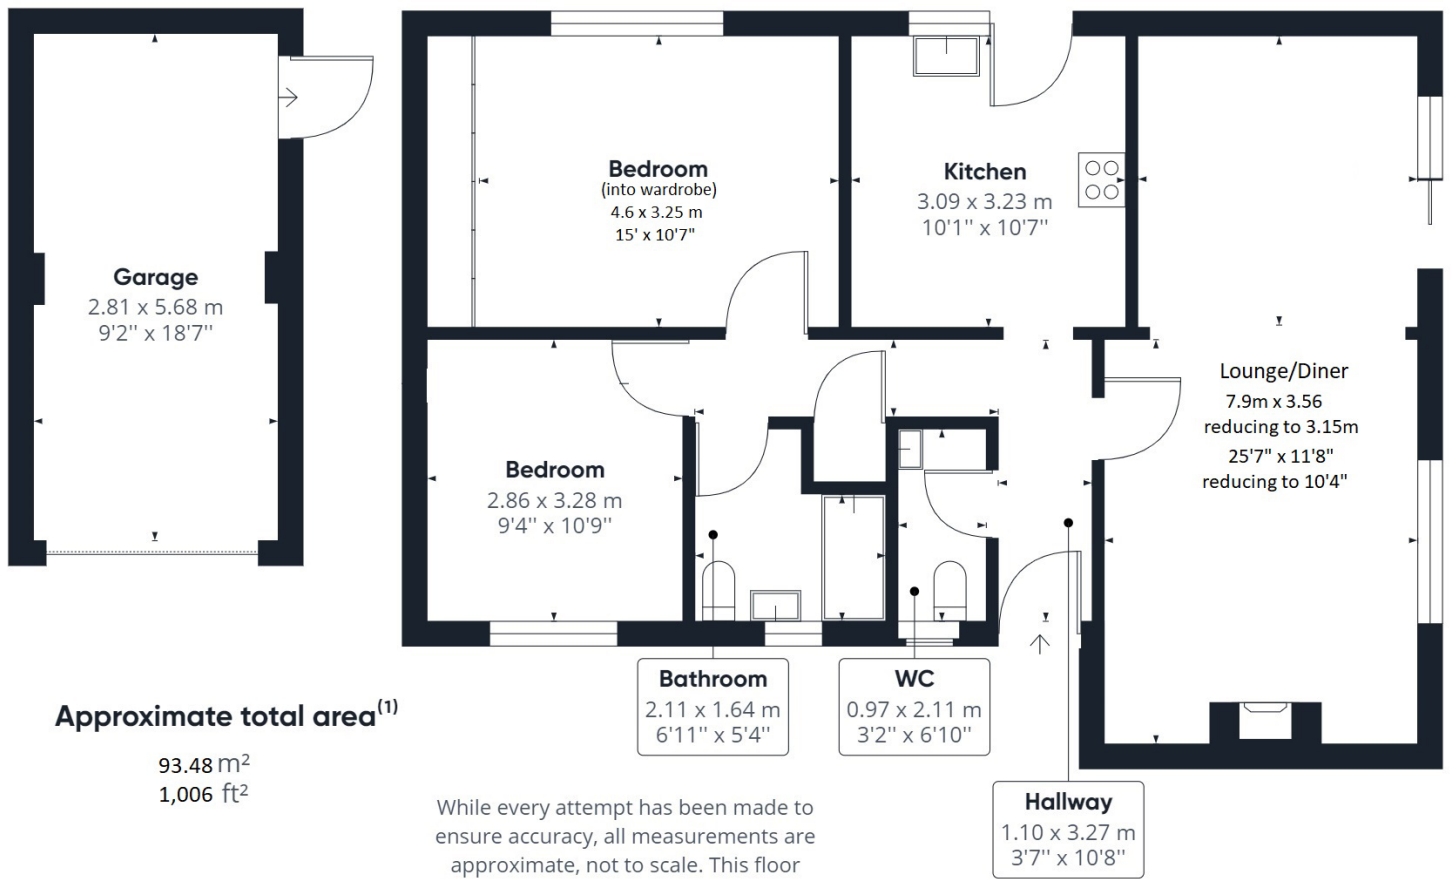 Garage
2.81 x 5.68 m
9'2'' x 18'7''
Bedroom
(into wardrobe)
4.6 x 3.25 m
15' x 10'7"
Kitchen
3.09 x 3.23 m
10'1'' x 10'7''
Lounge/Diner
7.9m x 3.56
reducing to 3.15m
25'7" x 11'8"
reducing to 10'4"
Bedroom
2.86 x 3.28 m
9'4'' x 10'9''
Bathroom
2.11 x 1.64 m
6'11'' x 5'4''
WC
0.97 x 2.11 m
3'2'' x 6'10''
Hallway
1.10 x 3.27 m
3'7'' x 10'8''
Approximate total area(1)
93.48 m²
1,006 ft²
While every attempt has been made to
ensure accuracy, all measurements are
approximate, not to scale. This floor